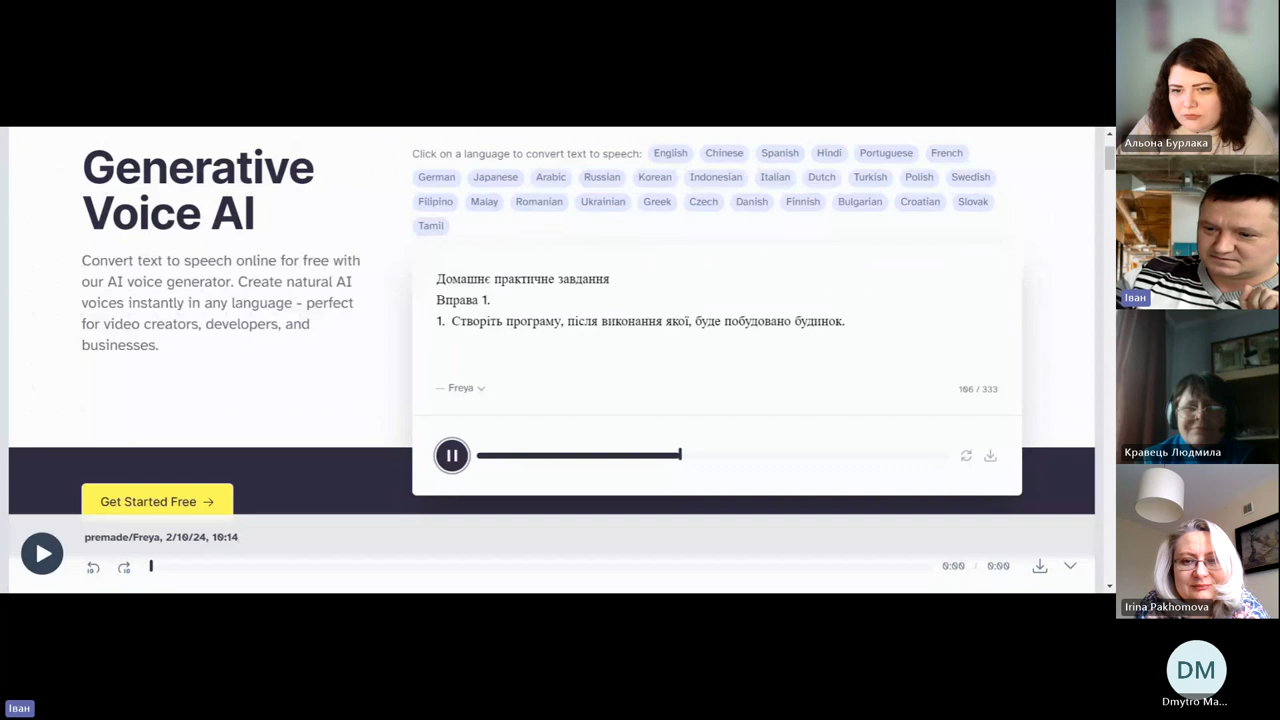 Generative
Voice AI
Convert text to speech online for free with
our AI voice generator. Create natural AI
voices instantly in any language - perfect
for video creators, developers, and
businesses.
Get Started Free →
Click on a language to convert text to speech: English Chinese Spanish Hindi Portuguese French
German Japanese Arabic Russian Korean Indonesian Italian Dutch Turkish Polish Swedish
Filipino Malay Romanian Ukrainian Greek Czech Danish Finnish Bulgarian Croatian Slovak
Tamil
Домашнє практичне завдання
Вправа 1.
1. Створіть програму, після виконання якої, буде побудовано будинок.
— Freya
106 / 333
premade/Freya, 2/10/24, 10:14
10 10
0:00 / 0:00
Альона Бурлака
Іван
Кравець Людмила
Irina Pakhomova
DM
Dmytro Ma...
Іван